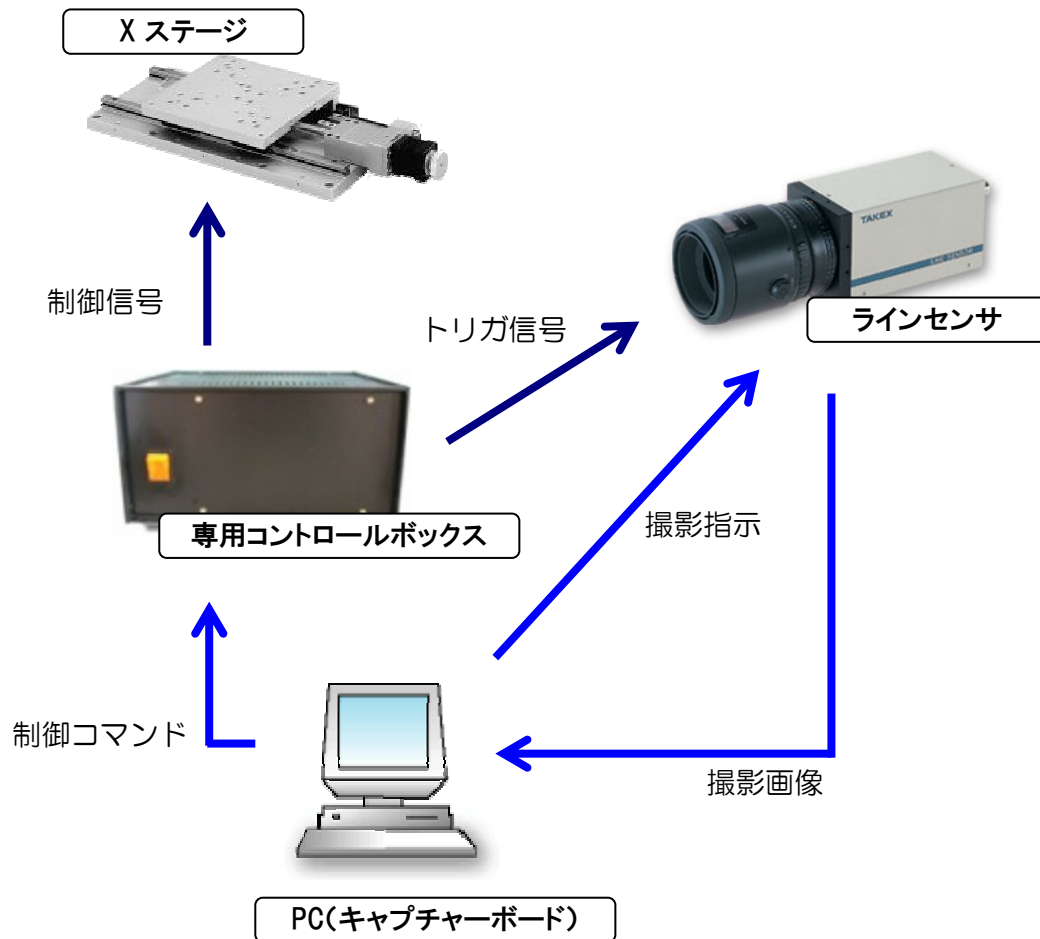 X ステージ
TAKEX
LINE SENSOR
ラインセンサ
制御信号
トリガ信号
専用コントロールボックス
撮影指示
制御コマンド
撮影画像
PC(キャプチャーボード)